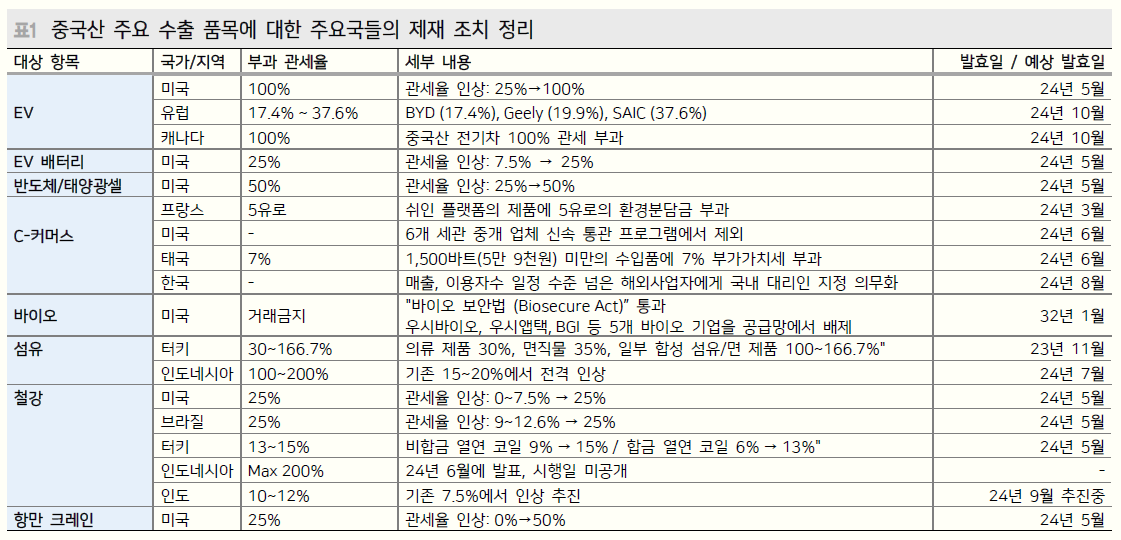 표1 중국산 주요 수출 품목에 대한 주요국들의 제재 조치 정리
대상 항목 국가/지역 부과 관세율 세부 내용 발효일 / 예상 발효일
EV 미국 100% 관세율 인상: 25%→100% 24년 5월
유럽 17.4% ~ 37.6% BYD (17.4%), Geely (19.9%), SAIC (37.6%) 24년 10월
캐나다 100% 중국산 전기차 100% 관세 부과 24년 10월
EV 배터리 미국 25% 관세율 인상: 7.5% → 25% 24년 5월
반도체/태양광셀 미국 50% 관세율 인상: 25%→50% 24년 5월
C-커머스 프랑스 5유로 쉬인 플랫폼의 제품에 5유로의 환경분담금 부과 24년 3월
미국 - 6개 세관 중개 업체 신속 통관 프로그램에서 제외 24년 6월
태국 7% 1,500바트(5만 9천원) 미만의 수입품에 7% 부가가치세 부과 24년 6월
한국 - 매출, 이용자수 일정 수준 넘은 해외사업자에게 국내 대리인 지정 의무화 24년 8월
바이오 미국 거래금지 "바이오 보안법 (Biosecure Act)” 통과
우시바이오, 우시앱택, BGI 등 5개 바이오 기업을 공급망에서 배제 32년 1월
섬유 터키 30~166.7% 의류 제품 30%, 면직물 35%, 일부 합성 섬유/면 제품 100~166.7%" 23년 11월
인도네시아 100~200% 기존 15~20%에서 전격 인상 24년 7월
철강 미국 25% 관세율 인상: 0~7.5% → 25% 24년 5월
브라질 25% 관세율 인상: 9~12.6% → 25% 24년 5월
터키 13~15% 비합금 열연 코일 9% → 15% / 합금 열연 코일 6% → 13%" 24년 5월
인도네시아 Max 200% 24년 6월에 발표, 시행일 미공개 -
인도 10~12% 기존 7.5%에서 인상 추진 24년 9월 추진중
항만 크레인 미국 25% 관세율 인상: 0%→50% 24년 5월